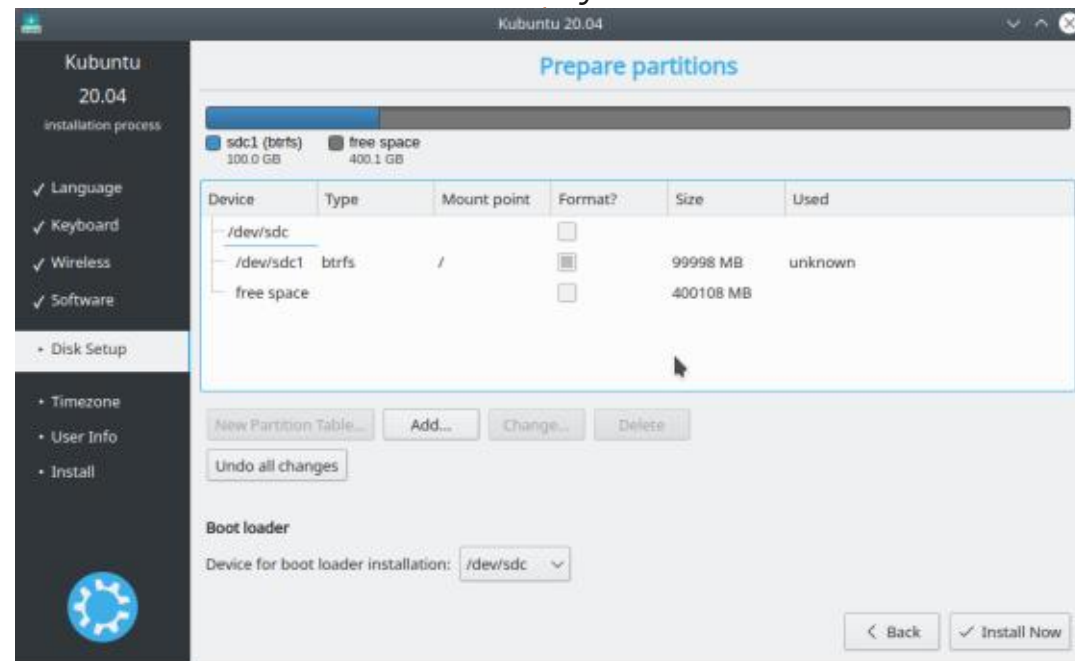 Kubuntu 20.04
Kubuntu
20.04
installation process
✓ Language
✓ Keyboard
✓ Wireless
✓ Software
• Disk Setup
• Timezone
• User Info
• Install
Prepare partitions
sdc1 (btrfs) free space
100.0 GB 400.1 GB
Device Type Mount point Format? Size Used
/dev/sdc
/dev/sdc1 btrfs / 99998 MB unknown
free space 400108 MB
New Partition Table... Add... Change... Delete
Undo all changes
Boot loader
Device for boot loader installation: /dev/sdc
< Back ✓ Install Now